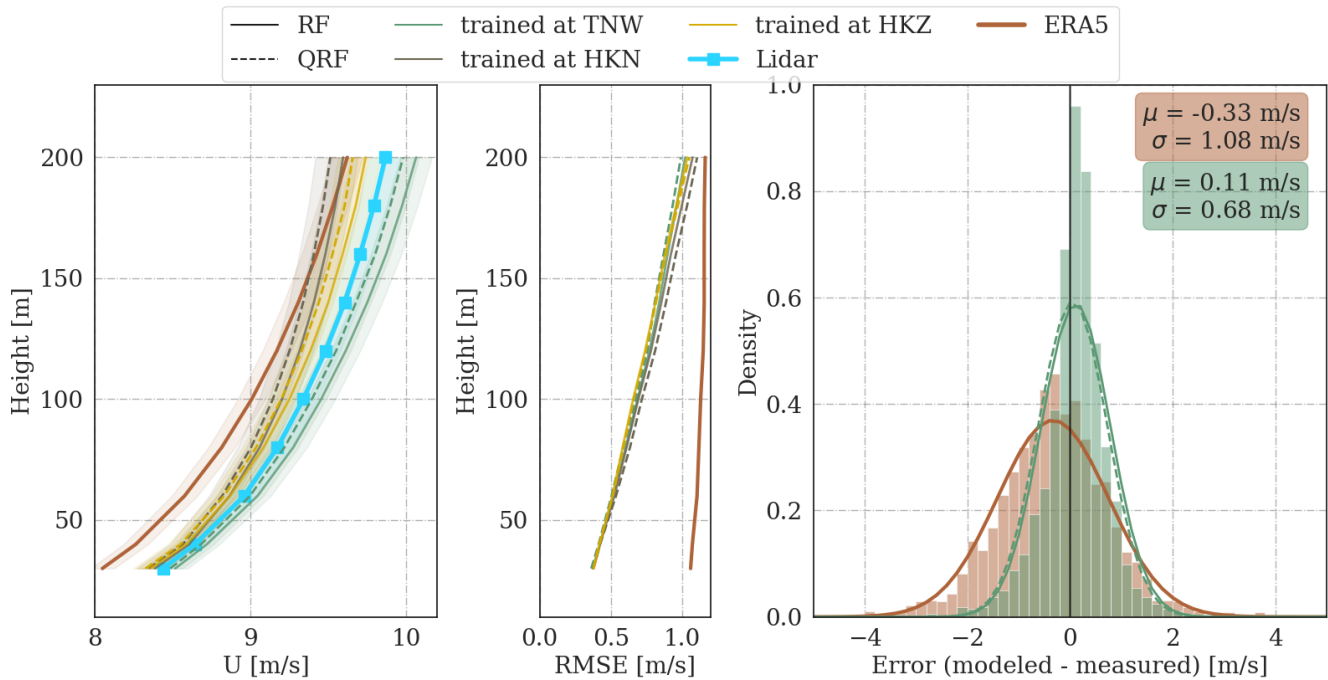 RF
QRF
trained at TNW
trained at HKN
trained at HKZ
Lidar
ERA5
Height [m]
200
150
100
50
8
9
10
U [m/s]
Height [m]
200
150
100
50
0.0
0.5
1.0
RMSE [m/s]
Density
1.0
0.8
0.6
0.4
0.2
0.0
μ = -0.33 m/s
σ = 1.08 m/s
μ = 0.11 m/s
σ = 0.68 m/s
−4
−2
0
2
4
Error (modeled - measured) [m/s]